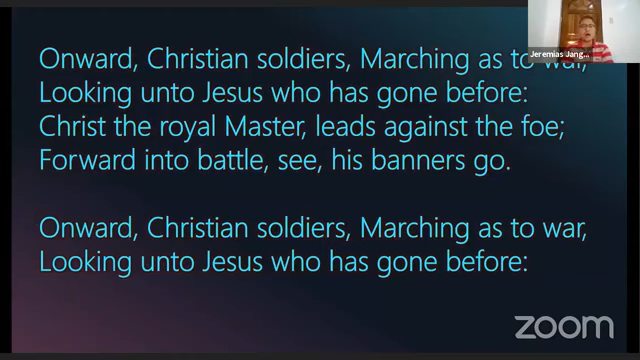 Onward, Christian soldiers, Marching as to war,
Looking unto Jesus who has gone before:
Christ the royal Master, leads against the foe;
Forward into battle, see, his banners go.
Onward, Christian soldiers, Marching as to war,
Looking unto Jesus who has gone before:
Jeremias Jang...
zoom